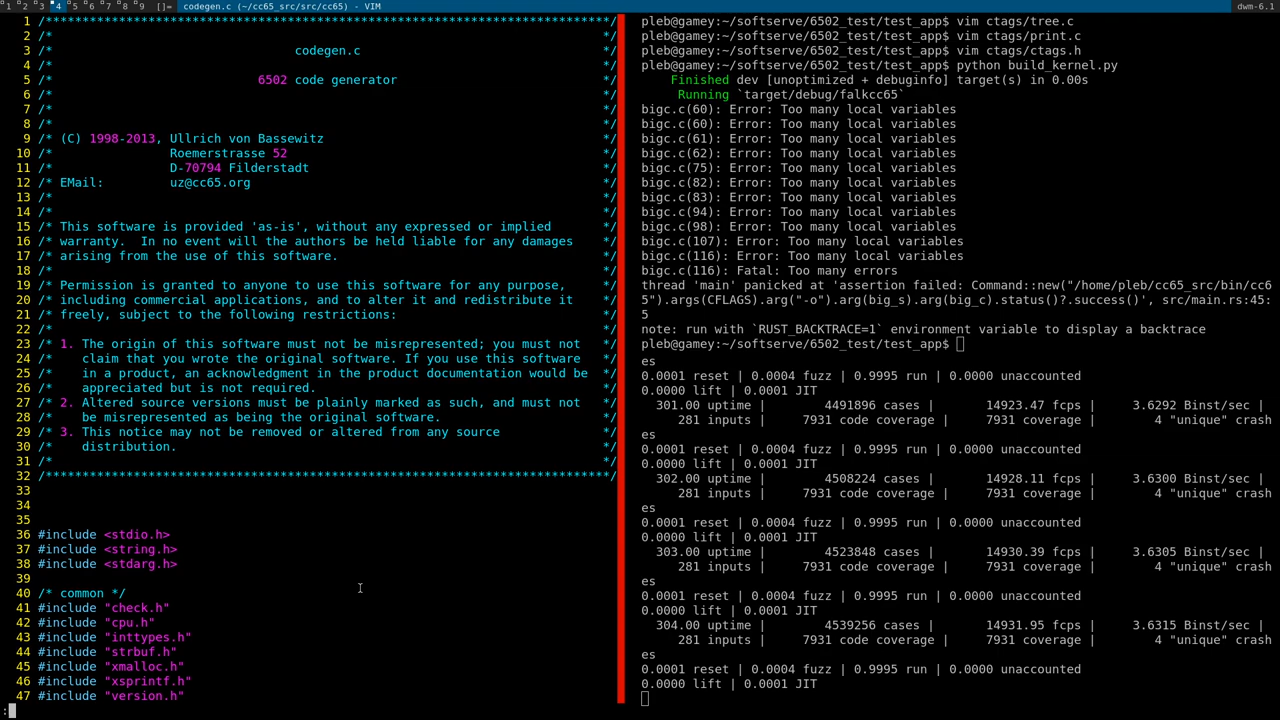 1 2 3 4 5 6 7 8 9 []= codegen.c (~/cc65_src/src/cc65) - VIM dwm-6.1
1 /*****************************************************************************/
2 /* */
3 /* codegen.c */
4 /* */
5 /* 6502 code generator */
6 /* */
7 /* */
8 /* */
9 /* (C) 1998-2013, Ullrich von Bassewitz */
10 /* Roemerstrasse 52 */
11 /* D-70794 Filderstadt */
12 /* EMail: uz@cc65.org */
13 /* */
14 /* */
15 /* This software is provided 'as-is', without any expressed or implied */
16 /* warranty. In no event will the authors be held liable for any damages */
17 /* arising from the use of this software. */
18 /* */
19 /* Permission is granted to anyone to use this software for any purpose, */
20 /* including commercial applications, and to alter it and redistribute it */
21 /* freely, subject to the following restrictions: */
22 /* */
23 /* 1. The origin of this software must not be misrepresented; you must not */
24 /* claim that you wrote the original software. If you use this software */
25 /* in a product, an acknowledgment in the product documentation would be */
26 /* appreciated but is not required. */
27 /* 2. Altered source versions must be plainly marked as such, and must not */
28 /* be misrepresented as being the original software. */
29 /* 3. This notice may not be removed or altered from any source */
30 /* distribution. */
31 /* */
32 /*****************************************************************************/
33
34
35
36 #include <stdio.h>
37 #include <string.h>
38 #include <stdarg.h>
39
40 /* common */
41 #include "check.h"
42 #include "cpu.h"
43 #include "inttypes.h"
44 #include "strbuf.h"
45 #include "xmalloc.h"
46 #include "xsprintf.h"
47 #include "version.h"
:
pleb@gamey:~/softserve/6502_test/test_app$ vim ctags/tree.c
pleb@gamey:~/softserve/6502_test/test_app$ vim ctags/print.c
pleb@gamey:~/softserve/6502_test/test_app$ vim ctags/ctags.h
pleb@gamey:~/softserve/6502_test/test_app$ python build_kernel.py
Finished dev [unoptimized + debuginfo] target(s) in 0.00s
Running `target/debug/falkcc65`
bigc.c(60): Error: Too many local variables
bigc.c(60): Error: Too many local variables
bigc.c(61): Error: Too many local variables
bigc.c(62): Error: Too many local variables
bigc.c(75): Error: Too many local variables
bigc.c(82): Error: Too many local variables
bigc.c(83): Error: Too many local variables
bigc.c(94): Error: Too many local variables
bigc.c(98): Error: Too many local variables
bigc.c(107): Error: Too many local variables
bigc.c(116): Error: Too many local variables
bigc.c(116): Fatal: Too many errors
thread 'main' panicked at 'assertion failed: Command::new("/home/pleb/cc65_src/bin/cc6
5").args(CFLAGS).arg("-o").arg(big_s).arg(big_c).status()?.success()', src/main.rs:45:
5
note: run with `RUST_BACKTRACE=1` environment variable to display a backtrace
pleb@gamey:~/softserve/6502_test/test_app$
es
0.0001 reset | 0.0004 fuzz | 0.9995 run | 0.0000 unaccounted
0.0000 lift | 0.0001 JIT
301.00 uptime | 4491896 cases | 14923.47 fcps | 3.6292 Binst/sec |
281 inputs | 7931 code coverage | 7931 coverage | 4 "unique" crash
es
0.0001 reset | 0.0004 fuzz | 0.9995 run | 0.0000 unaccounted
0.0000 lift | 0.0001 JIT
302.00 uptime | 4508224 cases | 14928.11 fcps | 3.6300 Binst/sec |
281 inputs | 7931 code coverage | 7931 coverage | 4 "unique" crash
es
0.0001 reset | 0.0004 fuzz | 0.9995 run | 0.0000 unaccounted
0.0000 lift | 0.0001 JIT
303.00 uptime | 4523848 cases | 14930.39 fcps | 3.6305 Binst/sec |
281 inputs | 7931 code coverage | 7931 coverage | 4 "unique" crash
es
0.0001 reset | 0.0004 fuzz | 0.9995 run | 0.0000 unaccounted
0.0000 lift | 0.0001 JIT
304.00 uptime | 4539256 cases | 14931.95 fcps | 3.6315 Binst/sec |
281 inputs | 7931 code coverage | 7931 coverage | 4 "unique" crash
es
0.0001 reset | 0.0004 fuzz | 0.9995 run | 0.0000 unaccounted
0.0000 lift | 0.0001 JIT